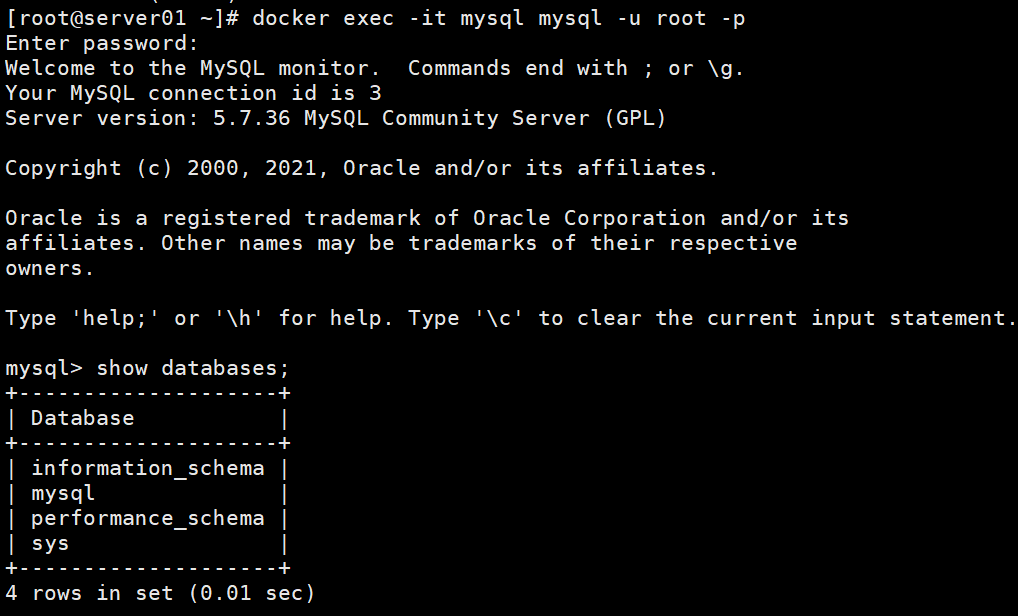 [root@server01 ~]# docker exec -it mysql mysql -u root -p
Enter password:
Welcome to the MySQL monitor.  Commands end with ; or \g.
Your MySQL connection id is 3
Server version: 5.7.36 MySQL Community Server (GPL)
Copyright (c) 2000, 2021, Oracle and/or its affiliates.
Oracle is a registered trademark of Oracle Corporation and/or its
affiliates. Other names may be trademarks of their respective
owners.
Type 'help;' or '\h' for help. Type '\c' to clear the current input statement.
mysql> show databases;
+--------------------+
| Database           |
+--------------------+
| information_schema |
| mysql              |
| performance_schema |
| sys                |
+--------------------+
4 rows in set (0.01 sec)